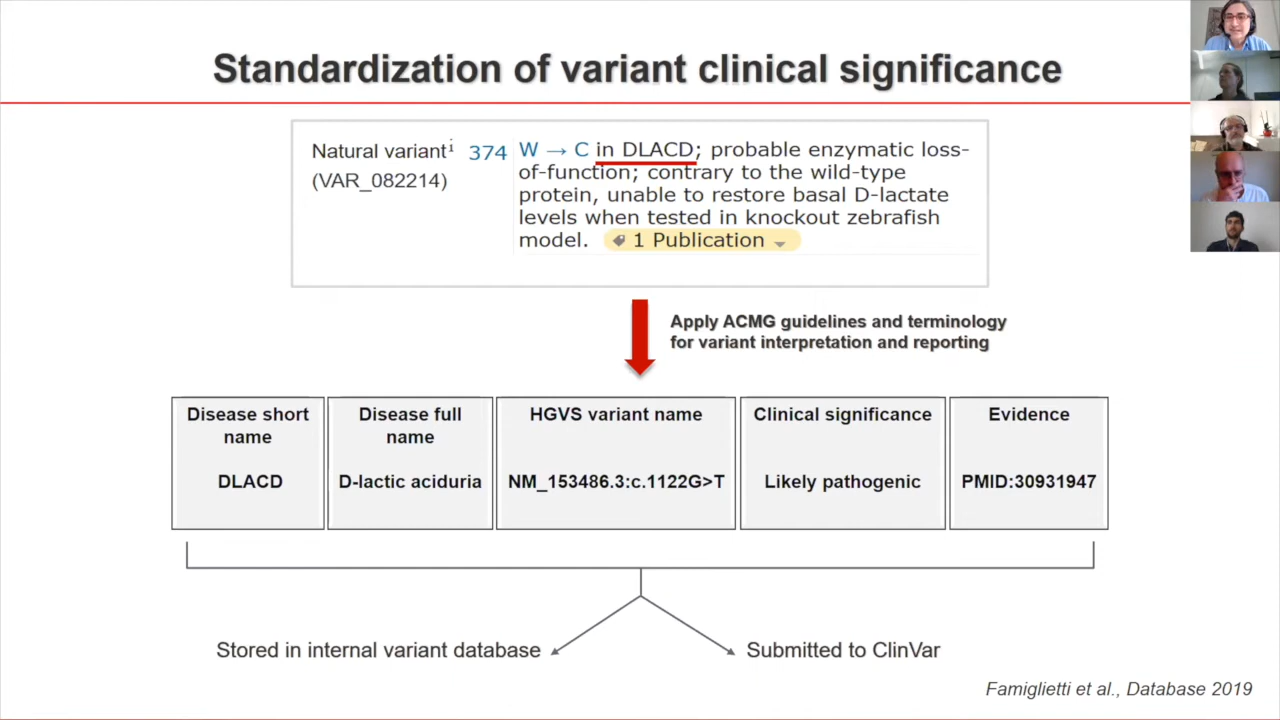 Standardization of variant clinical significance
Natural variantⁱ 374 W → C in DLACD; probable enzymatic loss-
(VAR_082214)
of-function; contrary to the wild-type
protein, unable to restore basal D-lactate
levels when tested in knockout zebrafish
model. 1 Publication
Apply ACMG guidelines and terminology
for variant interpretation and reporting
Disease short
name
DLACD
Disease full
name
D-lactic aciduria
HGVS variant name
NM_153486.3:c.1122G>T
Clinical significance
Likely pathogenic
Evidence
PMID:30931947
Stored in internal variant database
Submitted to ClinVar
Famiglietti et al., Database 2019